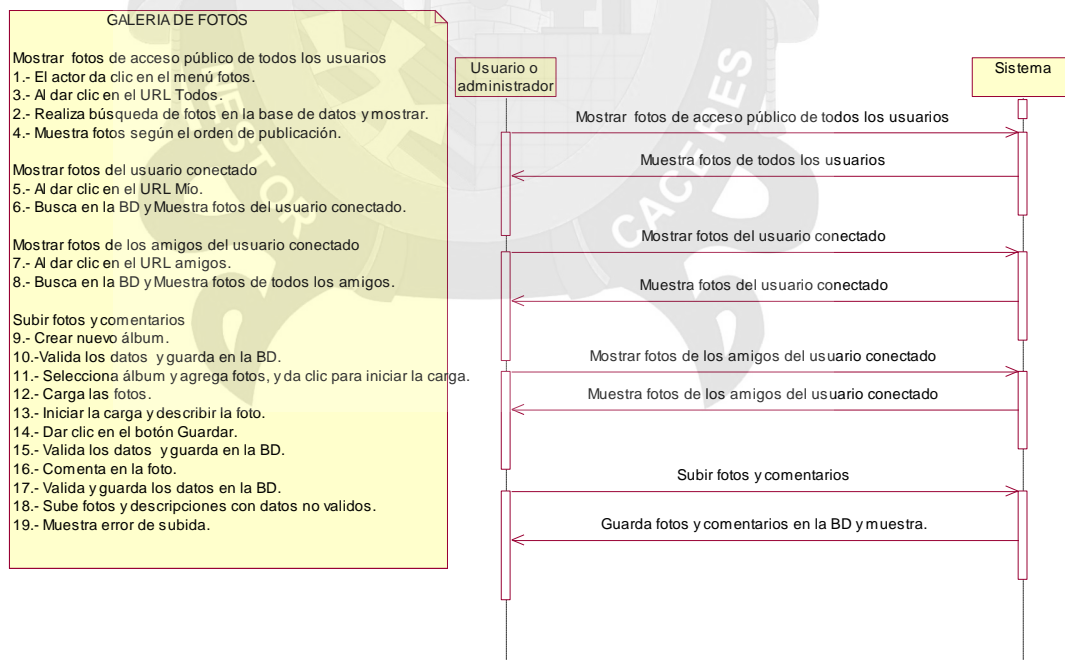 GALERIA DE FOTOS
Mostrar fotos de acceso público de todos los usuarios
1.- El actor da clic en el menú fotos.
3.- Al dar clic en el URL Todos.
2.- Realiza búsqueda de fotos en la base de datos y mostrar.
4.- Muestra fotos según el orden de publicación.
Mostrar fotos del usuario conectado
5.- Al dar clic en el URL Mío.
6.- Busca en la BD y Muestra fotos del usuario conectado.
Mostrar fotos de los amigos del usuario conectado
7.- Al dar clic en el URL amigos.
8.- Busca en la BD y Muestra fotos de todos los amigos.
Subir fotos y comentarios
9.- Crear nuevo álbum.
10.-Valida los datos y guarda en la BD.
11.- Selecciona álbum y agrega fotos, y da clic para iniciar la carga.
12.- Carga las fotos.
13.- Iniciar la carga y describir la foto.
14.- Dar clic en el botón Guardar.
15.- Valida los datos y guarda en la BD.
16.- Comenta en la foto.
17.- Valida y guarda los datos en la BD.
18.- Sube fotos y descripciones con datos no validos.
19.- Muestra error de subida.
Usuario o
administrador
Sistema
Mostrar fotos de acceso público de todos los usuarios
Muestra fotos de todos los usuarios
Mostrar fotos del usuario conectado
Muestra fotos del usuario conectado
Mostrar fotos de los amigos del usuario conectado
Muestra fotos de los amigos del usuario conectado
Subir fotos y comentarios
Guarda fotos y comentarios en la BD y muestra.
NESTOR
CACERES